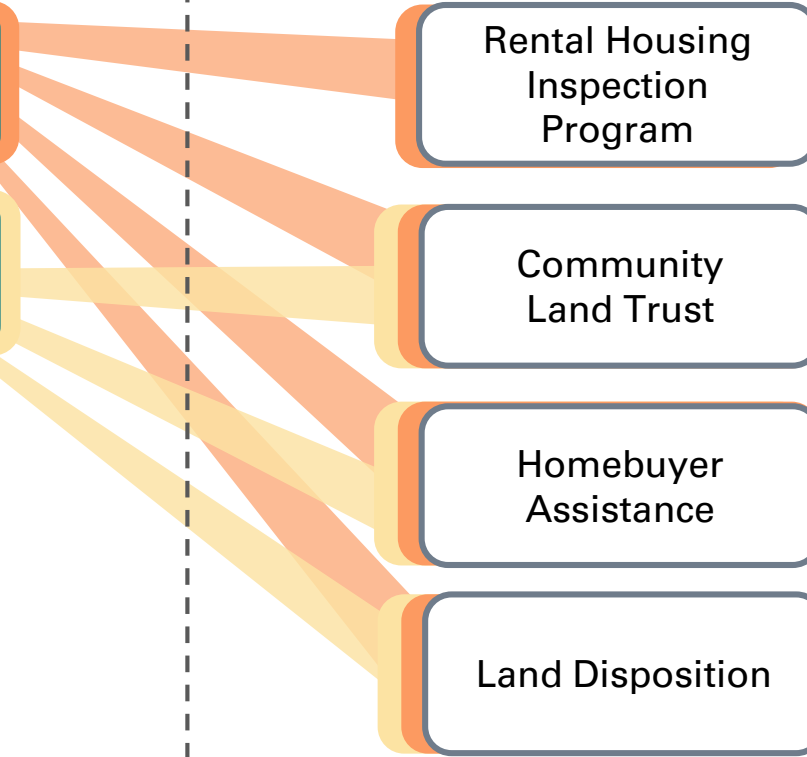 Rental Housing
Inspection
Program
Community
Land Trust
Homebuyer
Assistance
Land Disposition